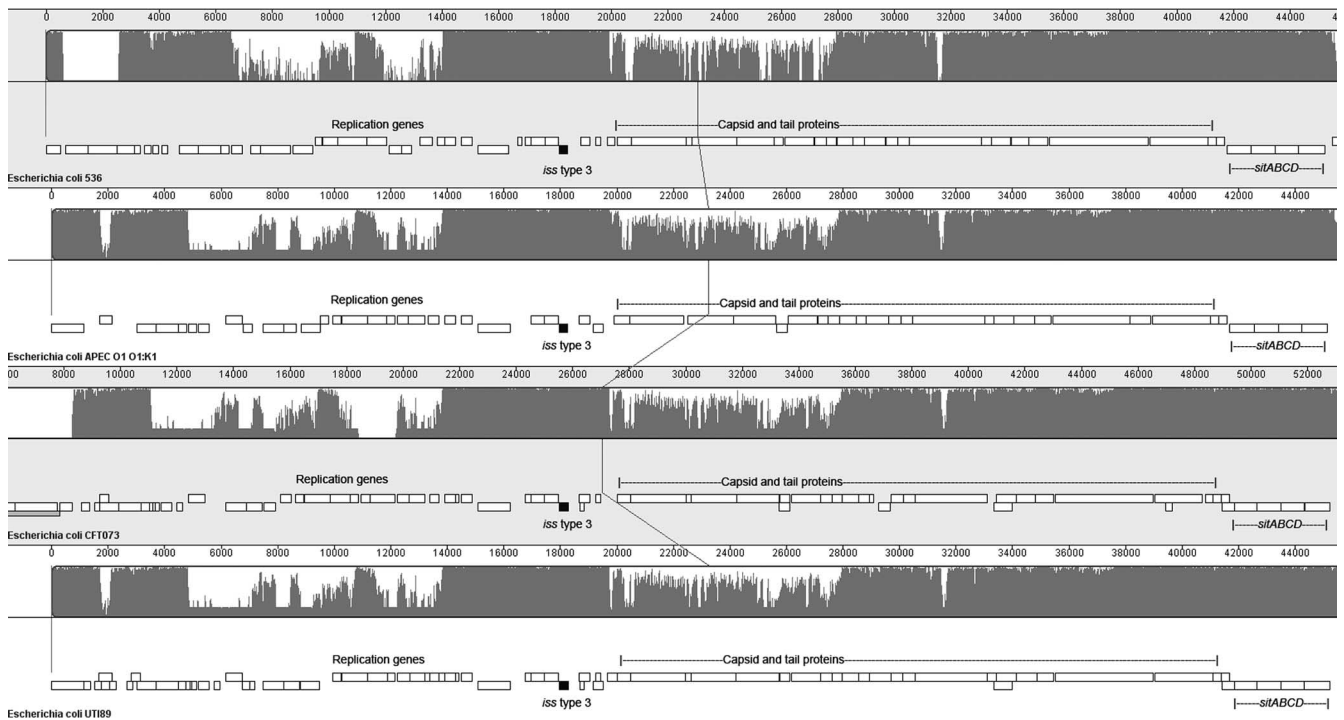 0 2000 4000 6000 8000 10000 12000 14000 16000 18000 20000 22000 24000 26000 28000 30000 32000 34000 36000 38000 40000 42000 44000
Replication genes
Capsid and tail proteins
iss type 3
sitABCD
Escherichia coli 536
0 2000 4000 6000 8000 10000 12000 14000 16000 18000 20000 22000 24000 26000 28000 30000 32000 34000 36000 38000 40000 42000 44000
Replication genes
Capsid and tail proteins
iss type 3
sitABCD
Escherichia coli APEC O1 O1:K1
8000 10000 12000 14000 16000 18000 20000 22000 24000 26000 28000 30000 32000 34000 36000 38000 40000 42000 44000 46000 48000 50000 52000
Replication genes
Capsid and tail proteins
iss type 3
sitABCD
Escherichia coli CFT073
0 2000 4000 6000 8000 10000 12000 14000 16000 18000 20000 22000 24000 26000 28000 30000 32000 34000 36000 38000 40000 42000 44000
Replication genes
Capsid and tail proteins
iss type 3
sitABCD
Escherichia coli UTI89